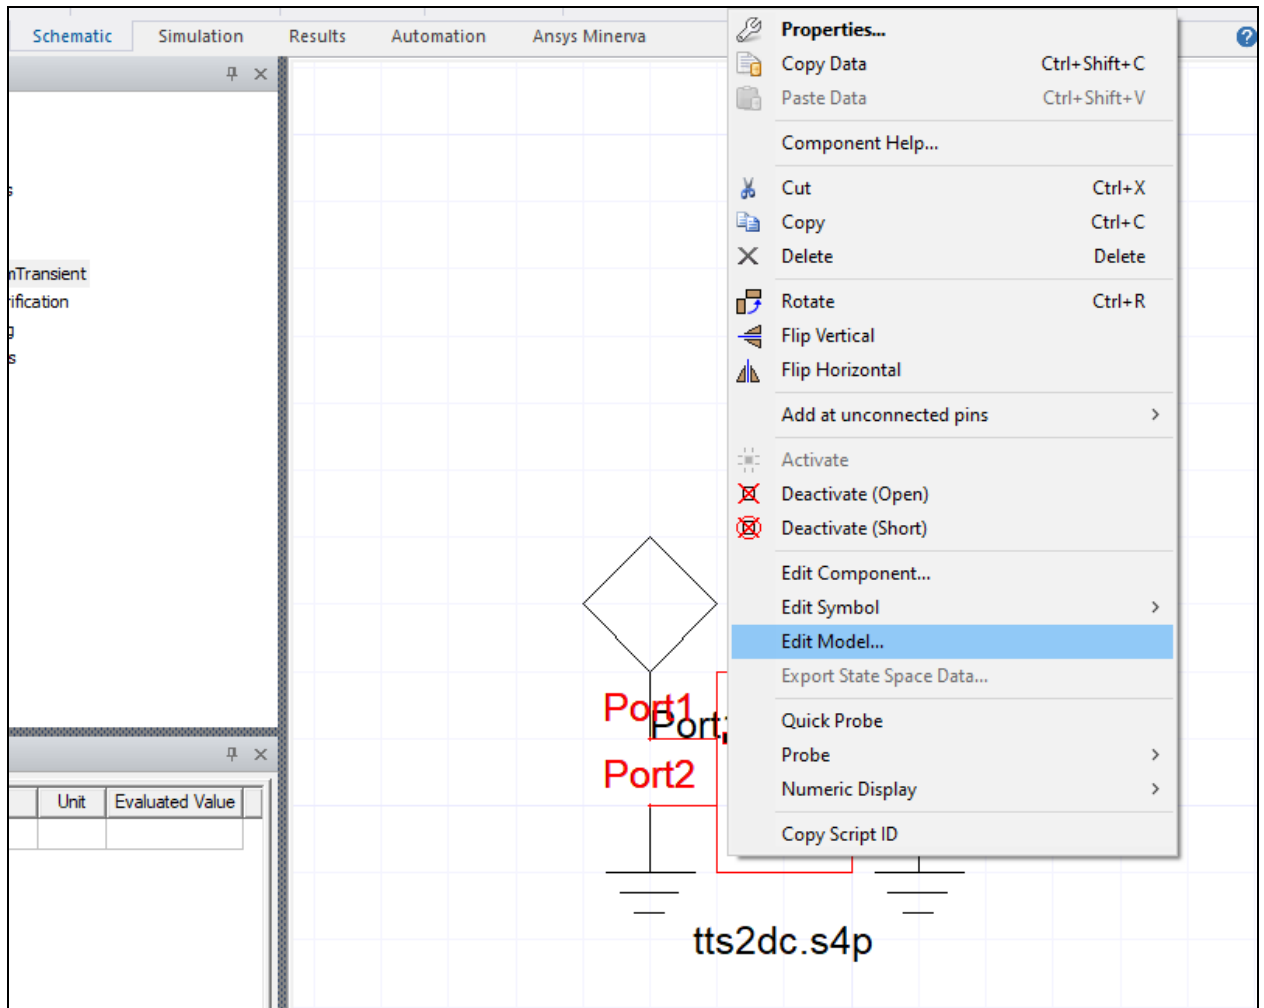 Schematic Simulation Results Automation Ansys Minerva
Properties...
Copy Data Ctrl+Shift+C
Paste Data Ctrl+Shift+V
Component Help...
Cut Ctrl+X
Copy Ctrl+C
Delete Delete
Rotate Ctrl+R
Flip Vertical
Flip Horizontal
Add at unconnected pins
Activate
Deactivate (Open)
Deactivate (Short)
Edit Component...
Edit Symbol
Edit Model...
Export State Space Data...
Quick Probe
Probe
Numeric Display
Copy Script ID
s
nTransient
ification
g
s
Port1
Port
Port2
tts2dc.s4p
Unit Evaluated Value